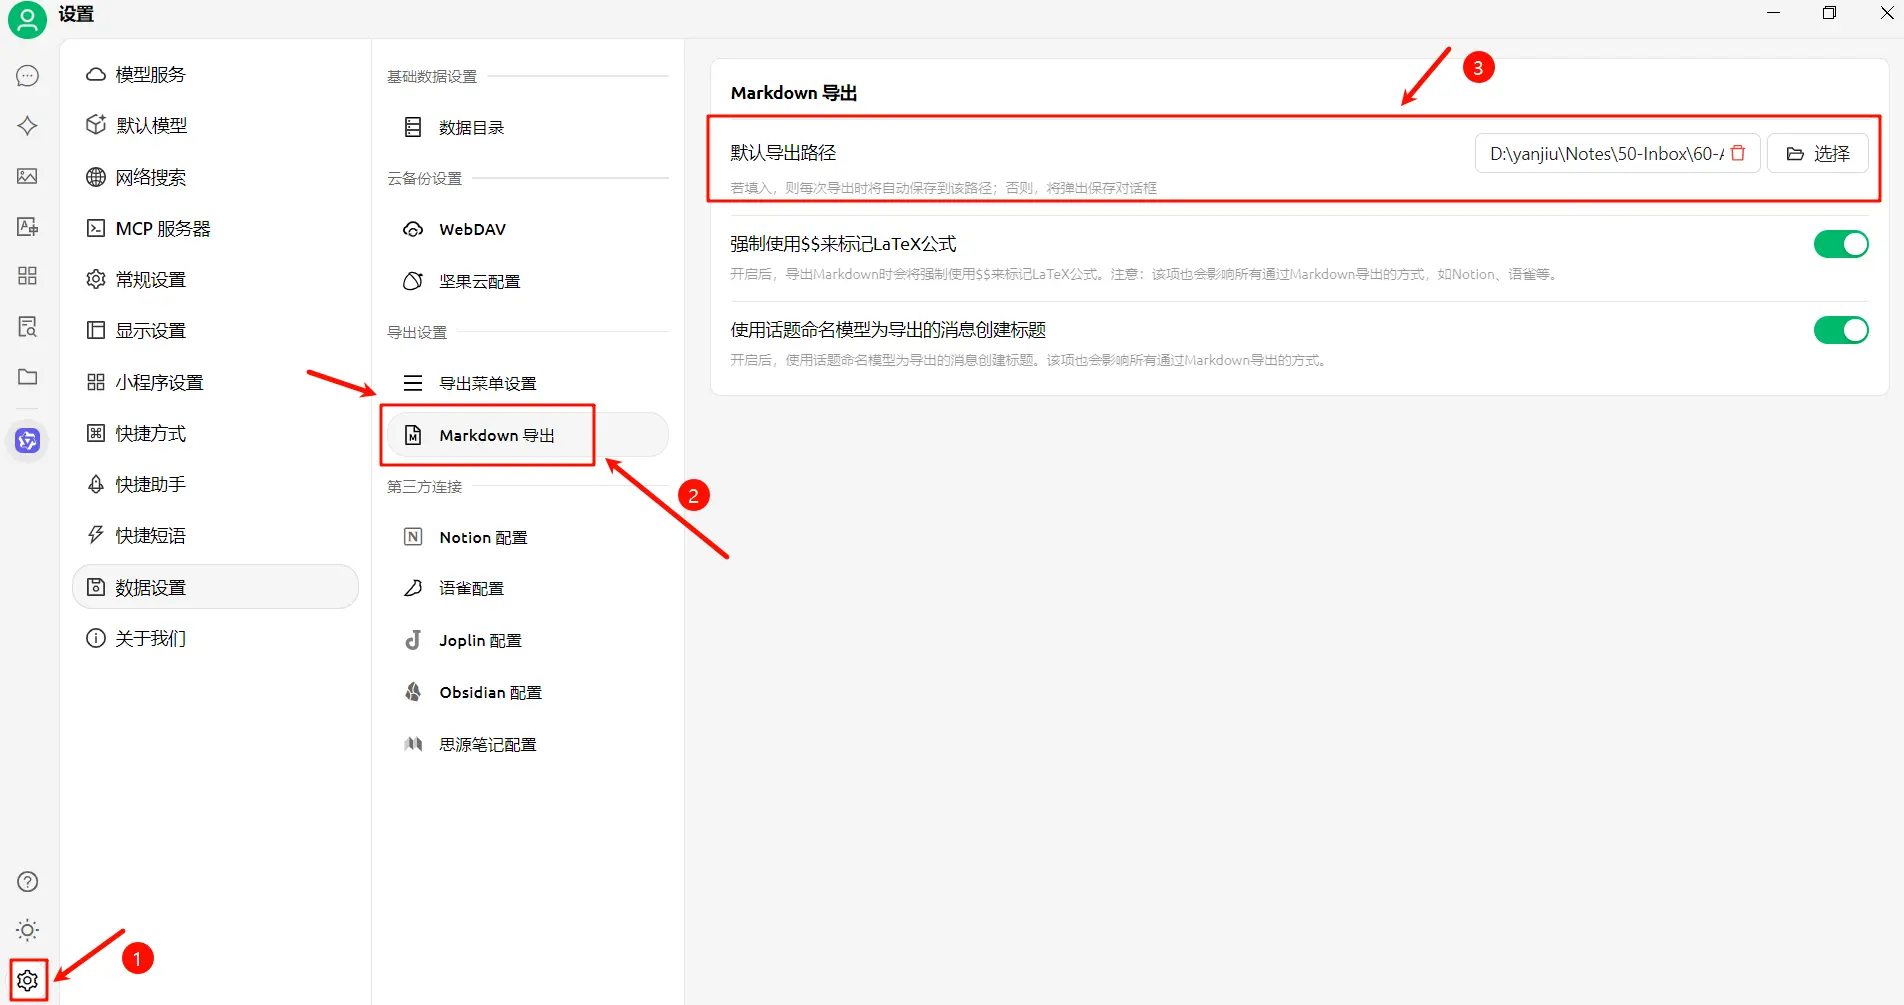 设置
模型服务
默认模型
网络搜索
MCP 服务器
常规设置
显示设置
小程序设置
快捷方式
快捷助手
快捷短语
数据设置
关于我们
1
基础数据设置
数据目录
云备份设置
WebDAV
坚果云配置
导出设置
导出菜单设置
Markdown 导出
2
第三方连接
Notion 配置
语雀配置
Joplin 配置
Obsidian 配置
思源笔记配置
3
Markdown 导出
默认导出路径
D:\yanjiu\Notes\50-Inbox\60-
选择
若填入，则每次导出时将自动保存到该路径；否则，将弹出保存对话框
强制使用$$来标记LaTeX公式
开启后，导出Markdown时会将强制使用$$来标记LaTeX公式。注意：该项也会影响所有通过Markdown导出的方式，如Notion、语雀等。
使用话题命名模型为导出的消息创建标题
开启后，使用话题命名模型为导出的消息创建标题。该项也会影响所有通过Markdown导出的方式。